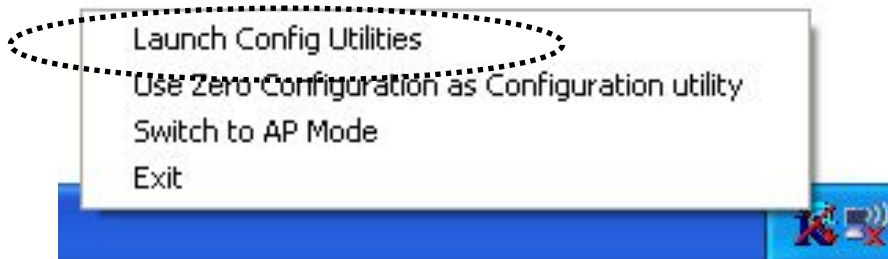 Launch Config Utilities
Use Zero Configuration as Configuration utility
Switch to AP Mode
Exit